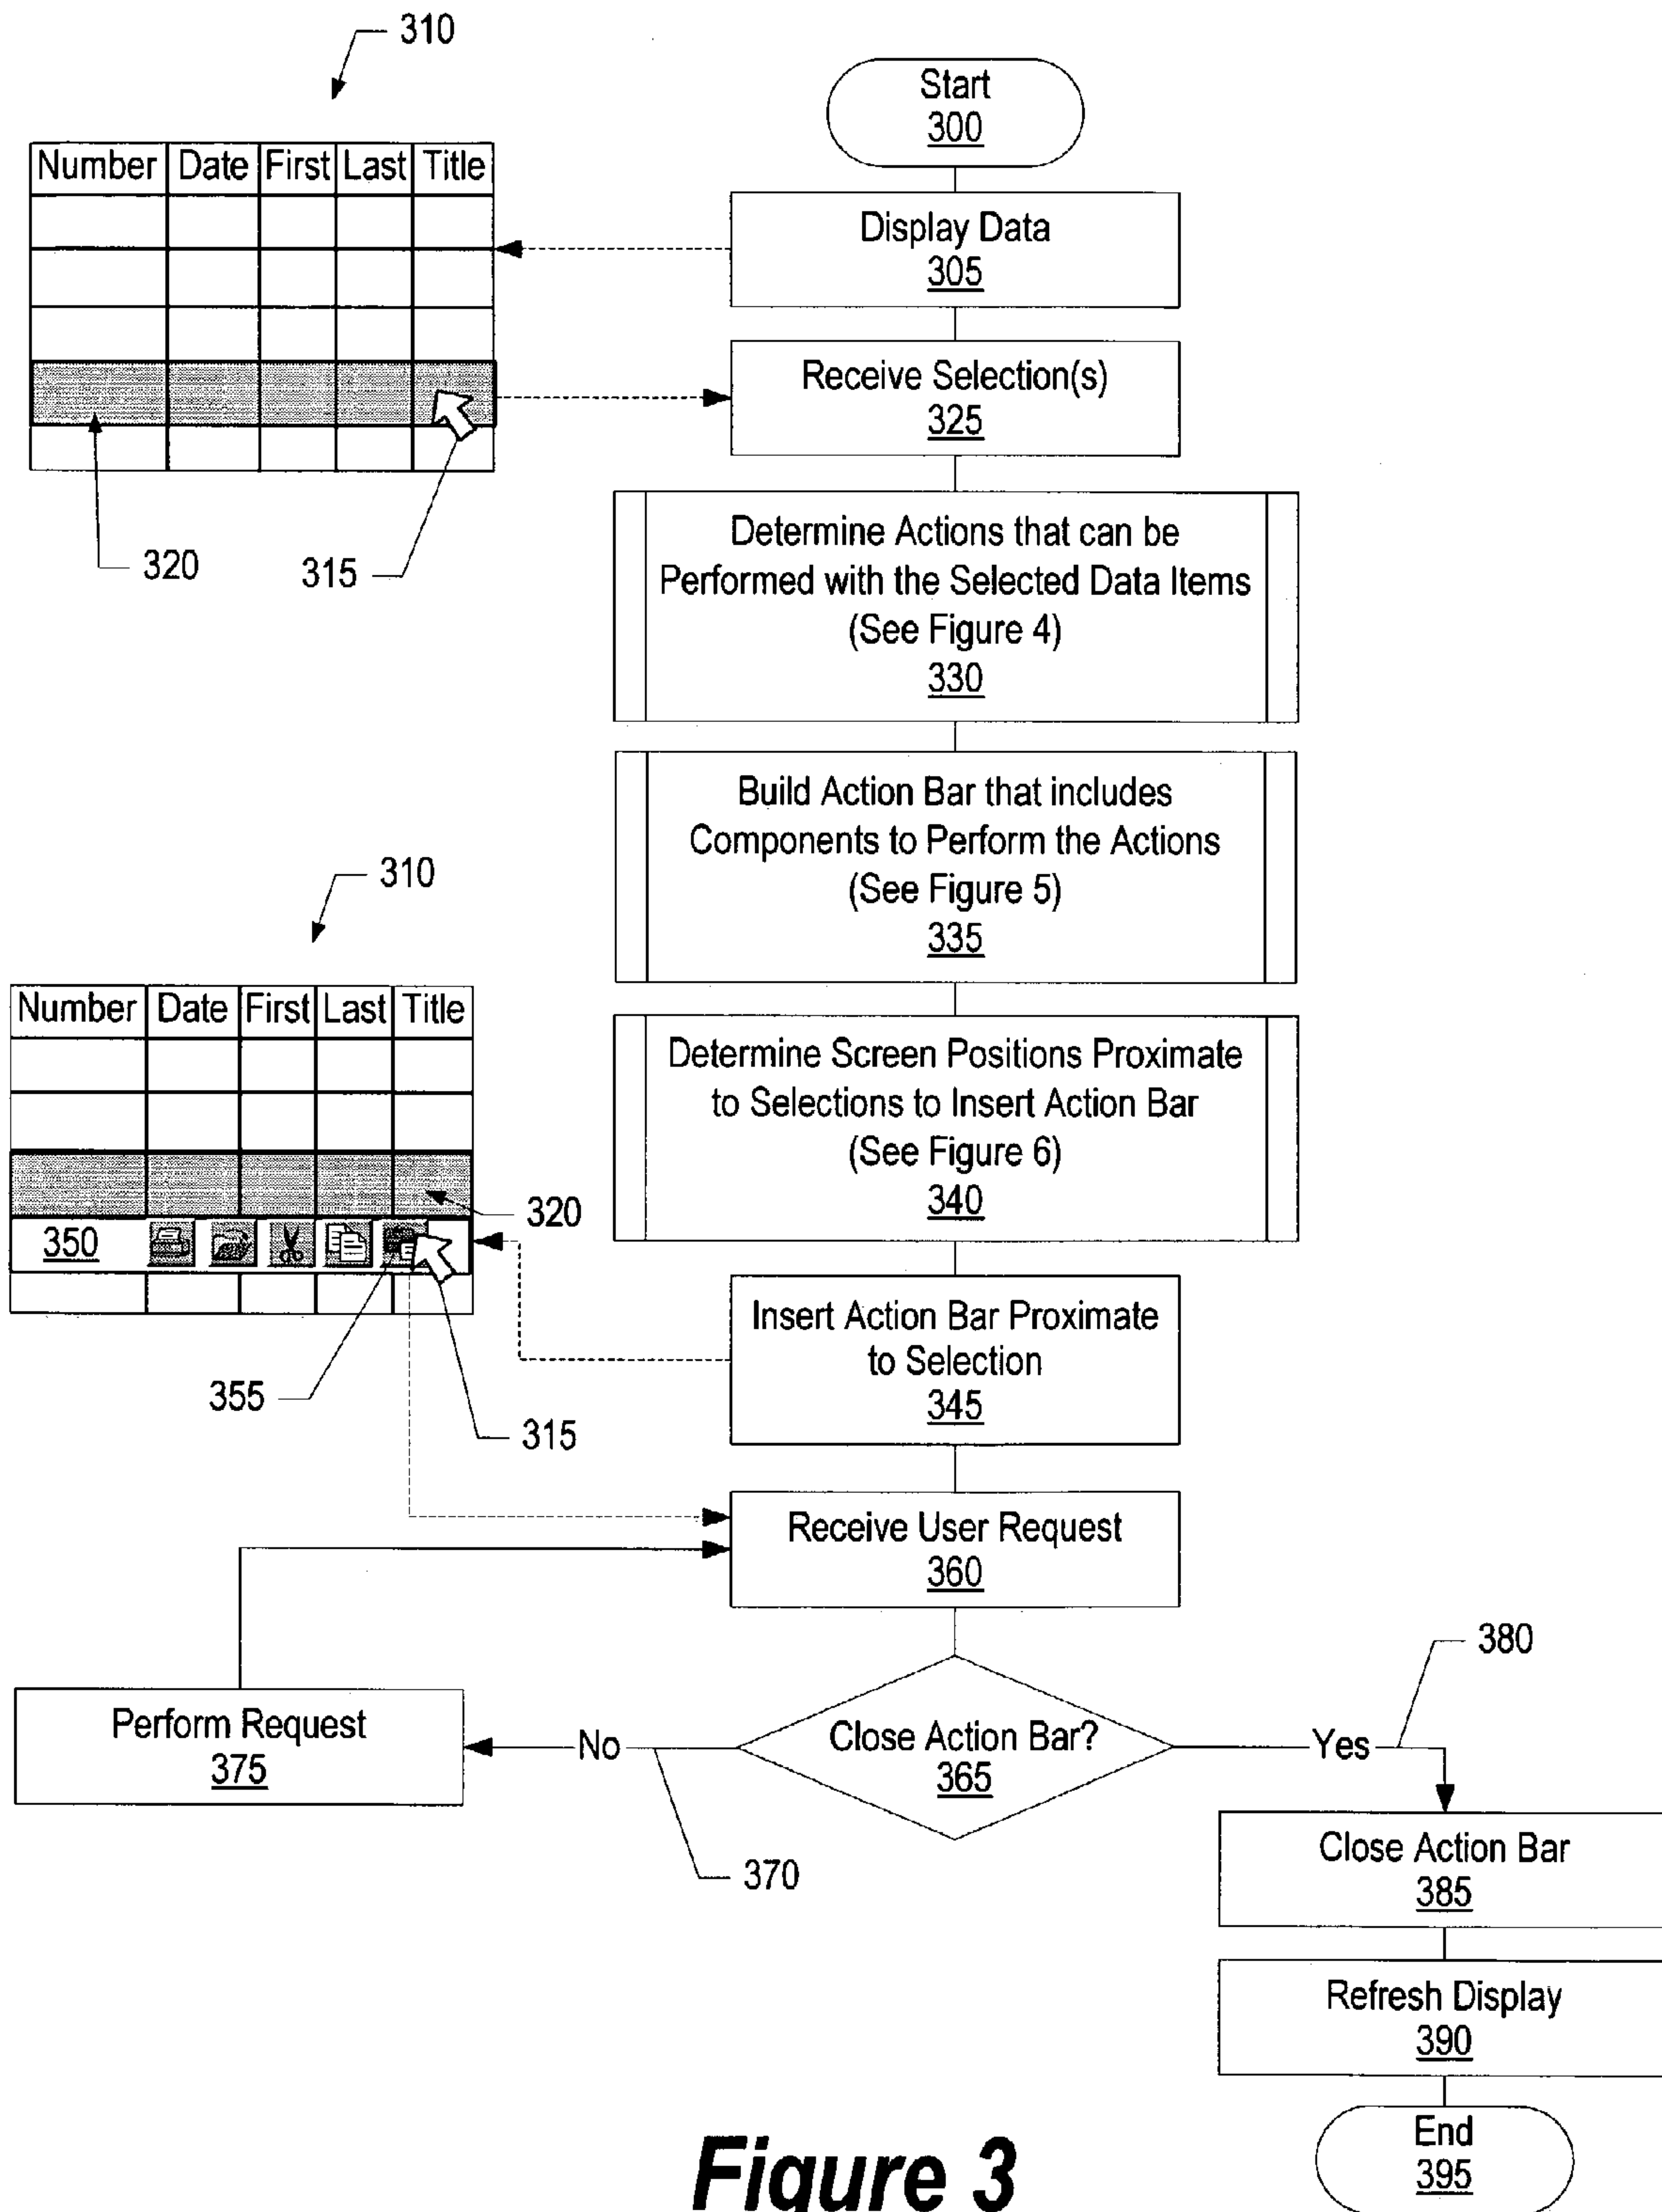 310
Start
300
Number Date First Last Title
Display Data
305
Receive Selection(s)
325
320
315
Determine Actions that can be
Performed with the Selected Data Items
(See Figure 4)
330
Build Action Bar that includes
Components to Perform the Actions
(See Figure 5)
335
310
Number Date First Last Title
Determine Screen Positions Proximate
to Selections to Insert Action Bar
(See Figure 6)
340
320
350
Insert Action Bar Proximate
to Selection
345
355
315
Receive User Request
360
380
Perform Request
375
No
Close Action Bar?
365
Yes
370
Close Action Bar
385
Refresh Display
390
End
395
Figure 3